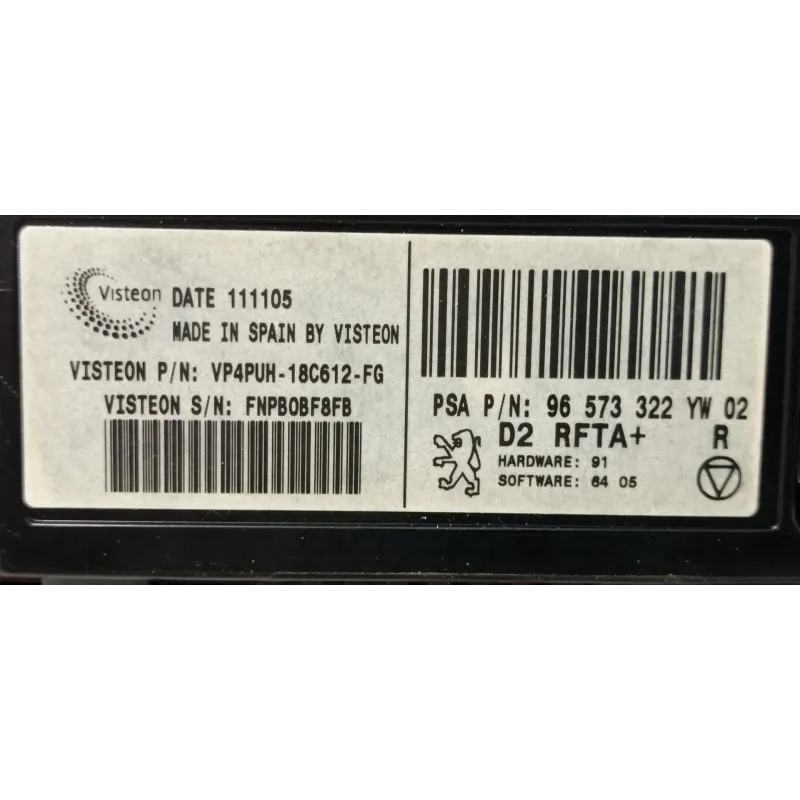 Visteon
DATE 111105
MADE IN SPAIN BY VISTEON
VISTEON P/N: VP4PUH-18C612-FG
VISTEON S/N: FNPBOBF8FB
PSA P/N: 96 573 322 YW 02
D2 RFTA+ R
HARDWARE: 91
SOFTWARE: 64 05